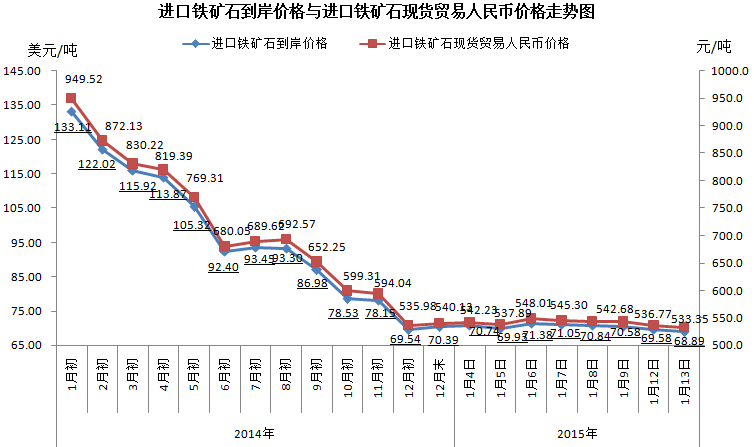 进口铁矿石到岸价格与进口铁矿石现货贸易人民币价格走势图
进口铁矿石到岸价格 进口铁矿石现货贸易人民币价格
美元/吨 元/吨
145.00 1000.0
135.00 950.0
125.00 900.0
115.00 850.0
105.00 800.0
95.00 750.0
85.00 700.0
75.00 650.0
65.00 600.0
550.0
500.0
949.52 872.13 830.22 819.39 769.31 680.05 689.62 692.57 652.25 599.31 594.04 535.98 540.12 542.23 537.89 548.01 545.30 542.68 536.77 533.35
133.11 122.02 115.92 113.87 105.32 92.40 93.45 93.30 86.98 78.53 78.19 69.54 70.39 70.74 69.93 71.38 71.05 70.84 70.58 69.58 68.89
1月初 2月初 3月初 4月初 5月初 6月初 7月初 8月初 9月初 10月初 11月初 12月初 12月末 1月4日 1月5日 1月6日 1月7日 1月8日 1月9日 1月12日 1月13日
2014年 2015年